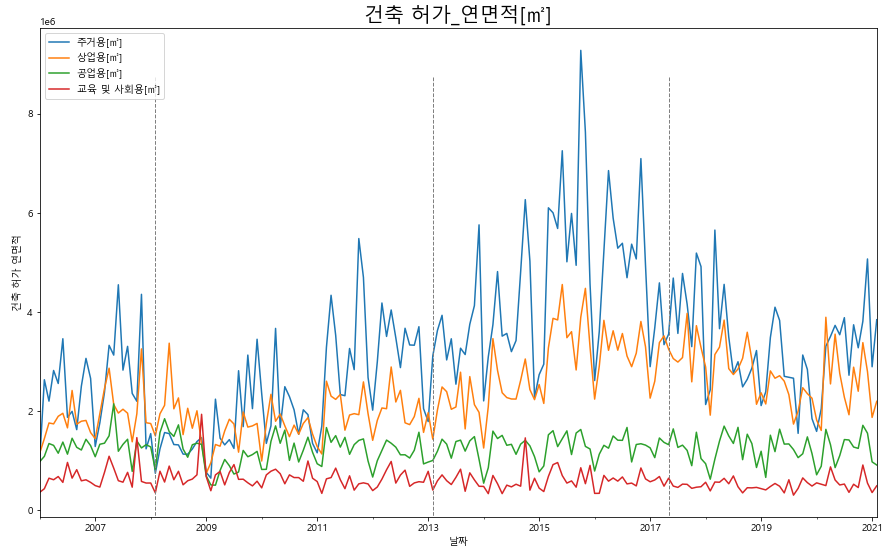 건축 허가_연면적[㎡]
1e6
주거용[㎡]
상업용[㎡]
공업용[㎡]
교육 및 사회용[㎡]
8
6
4
2
0
건축 허가 연면적
2007
2009
2011
2013
2015
2017
2019
2021
날짜